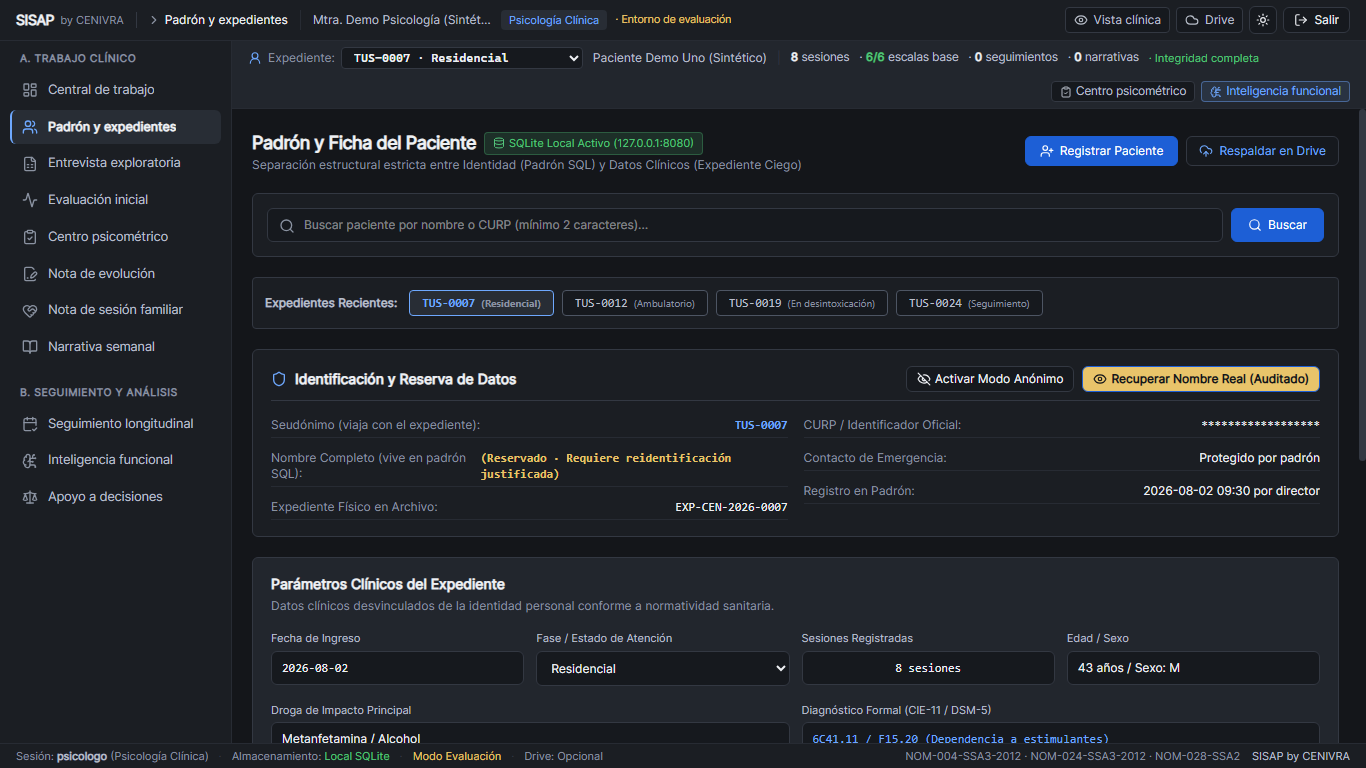 SISAP by CENIVRA > Padrón y expedientes Mtra. Demo Psicología (Sintét... Psicología Clínica · Entorno de evaluación Vista clínica Drive Salir
A. TRABAJO CLÍNICO
Central de trabajo
Padrón y expedientes
Entrevista exploratoria
Evaluación inicial
Centro psicométrico
Nota de evolución
Nota de sesión familiar
Narrativa semanal
B. SEGUIMIENTO Y ANÁLISIS
Seguimiento longitudinal
Inteligencia funcional
Apoyo a decisiones
Expediente: TUS-0007 · Residencial Paciente Demo Uno (Sintético) 8 sesiones · 6/6 escalas base · 0 seguimientos · 0 narrativas · Integridad completa
Centro psicométrico Inteligencia funcional
Padrón y Ficha del Paciente SQLite Local Activo (127.0.0.1:8080)
Separación estructural estricta entre Identidad (Padrón SQL) y Datos Clínicos (Expediente Ciego)
Registrar Paciente Respaldar en Drive
Buscar paciente por nombre o CURP (mínimo 2 caracteres)... Buscar
Expedientes Recientes: TUS-0007 (Residencial) TUS-0012 (Ambulatorio) TUS-0019 (En desintoxicación) TUS-0024 (Seguimiento)
Identificación y Reserva de Datos Activar Modo Anónimo Recuperar Nombre Real (Auditado)
Seudónimo (viaja con el expediente): TUS-0007
Nombre Completo (vive en padrón SQL): (Reservado - Requiere reidentificación justificada)
Expediente Físico en Archivo: EXP-CEN-2026-0007
CURP / Identificador Oficial: ******************
Contacto de Emergencia: Protegido por padrón
Registro en Padrón: 2026-08-02 09:30 por director
Parámetros Clínicos del Expediente
Datos clínicos desvinculados de la identidad personal conforme a normatividad sanitaria.
Fecha de Ingreso Fase / Estado de Atención Sesiones Registradas Edad / Sexo
2026-08-02 Residencial 8 sesiones 43 años / Sexo: M
Droga de Impacto Principal Diagnóstico Formal (CIE-11 / DSM-5)
Metanfetamina / Alcohol 6C41.11 / F15.20 (Dependencia a estimulantes)
Sesión: psicologo (Psicología Clínica) · Almacenamiento: Local SQLite · Modo Evaluación · Drive: Opcional NOM-004-SSA3-2012 · NOM-024-SSA3-2012 · NOM-028-SSA2 SISAP by CENIVRA